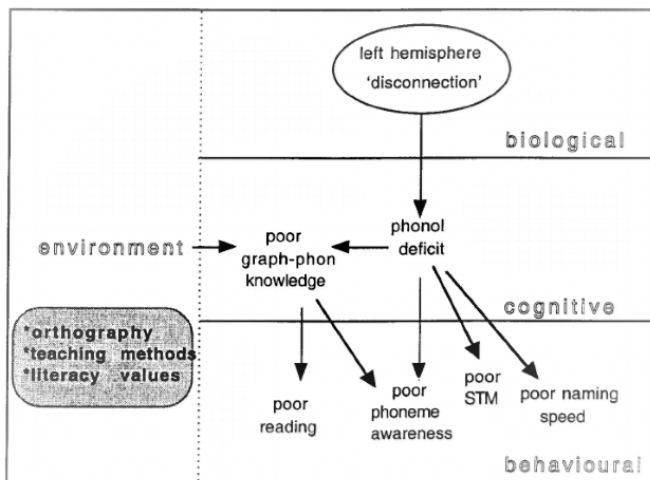 left hemisphere
'disconnection'
biological
phonol
deficit
poor
graph-phon
knowledge
environment
cognitive
*orthography
*teaching methods
*literacy values
poor
reading
poor
phoneme
awareness
poor
STM
poor naming
speed
behavioural